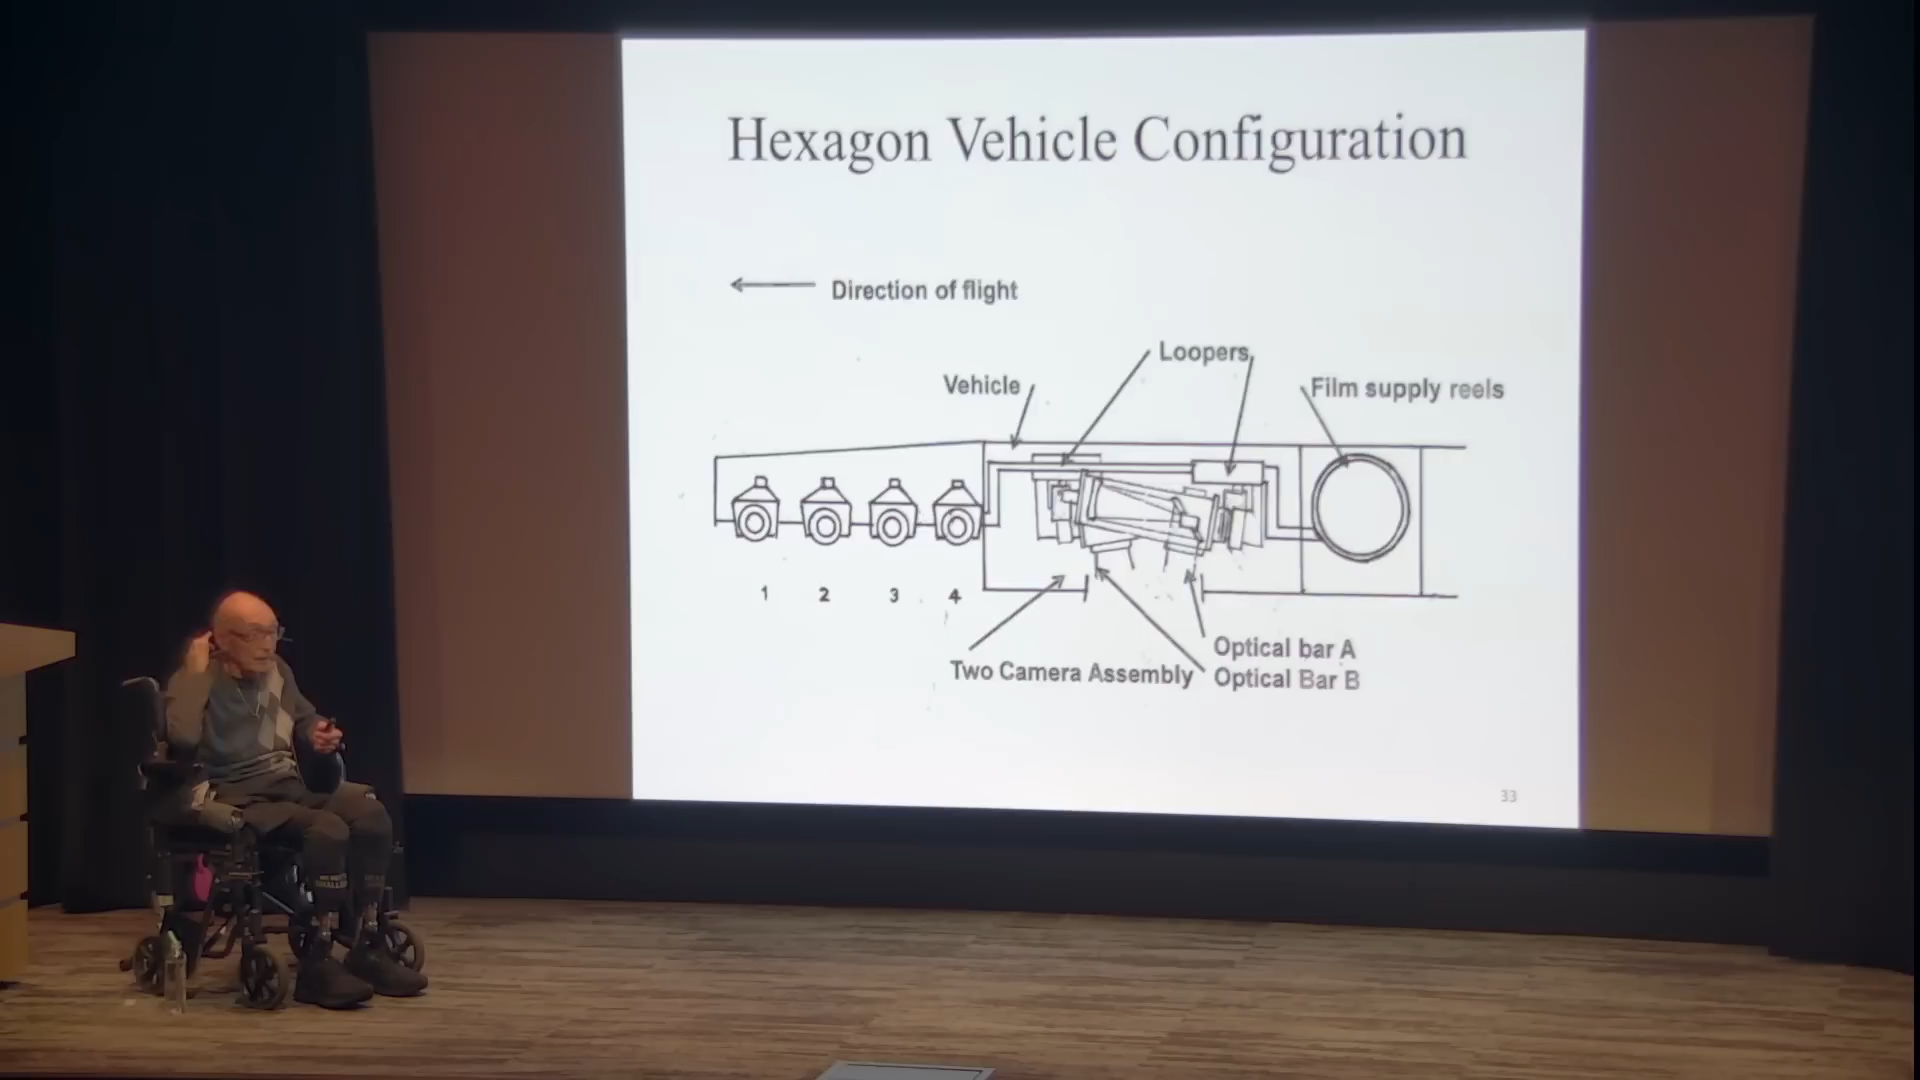 Hexagon Vehicle Configuration
Direction of flight
Loopers
Vehicle
Film supply reels
1 2 3 4
Optical bar A
Two Camera Assembly
Optical Bar B
33